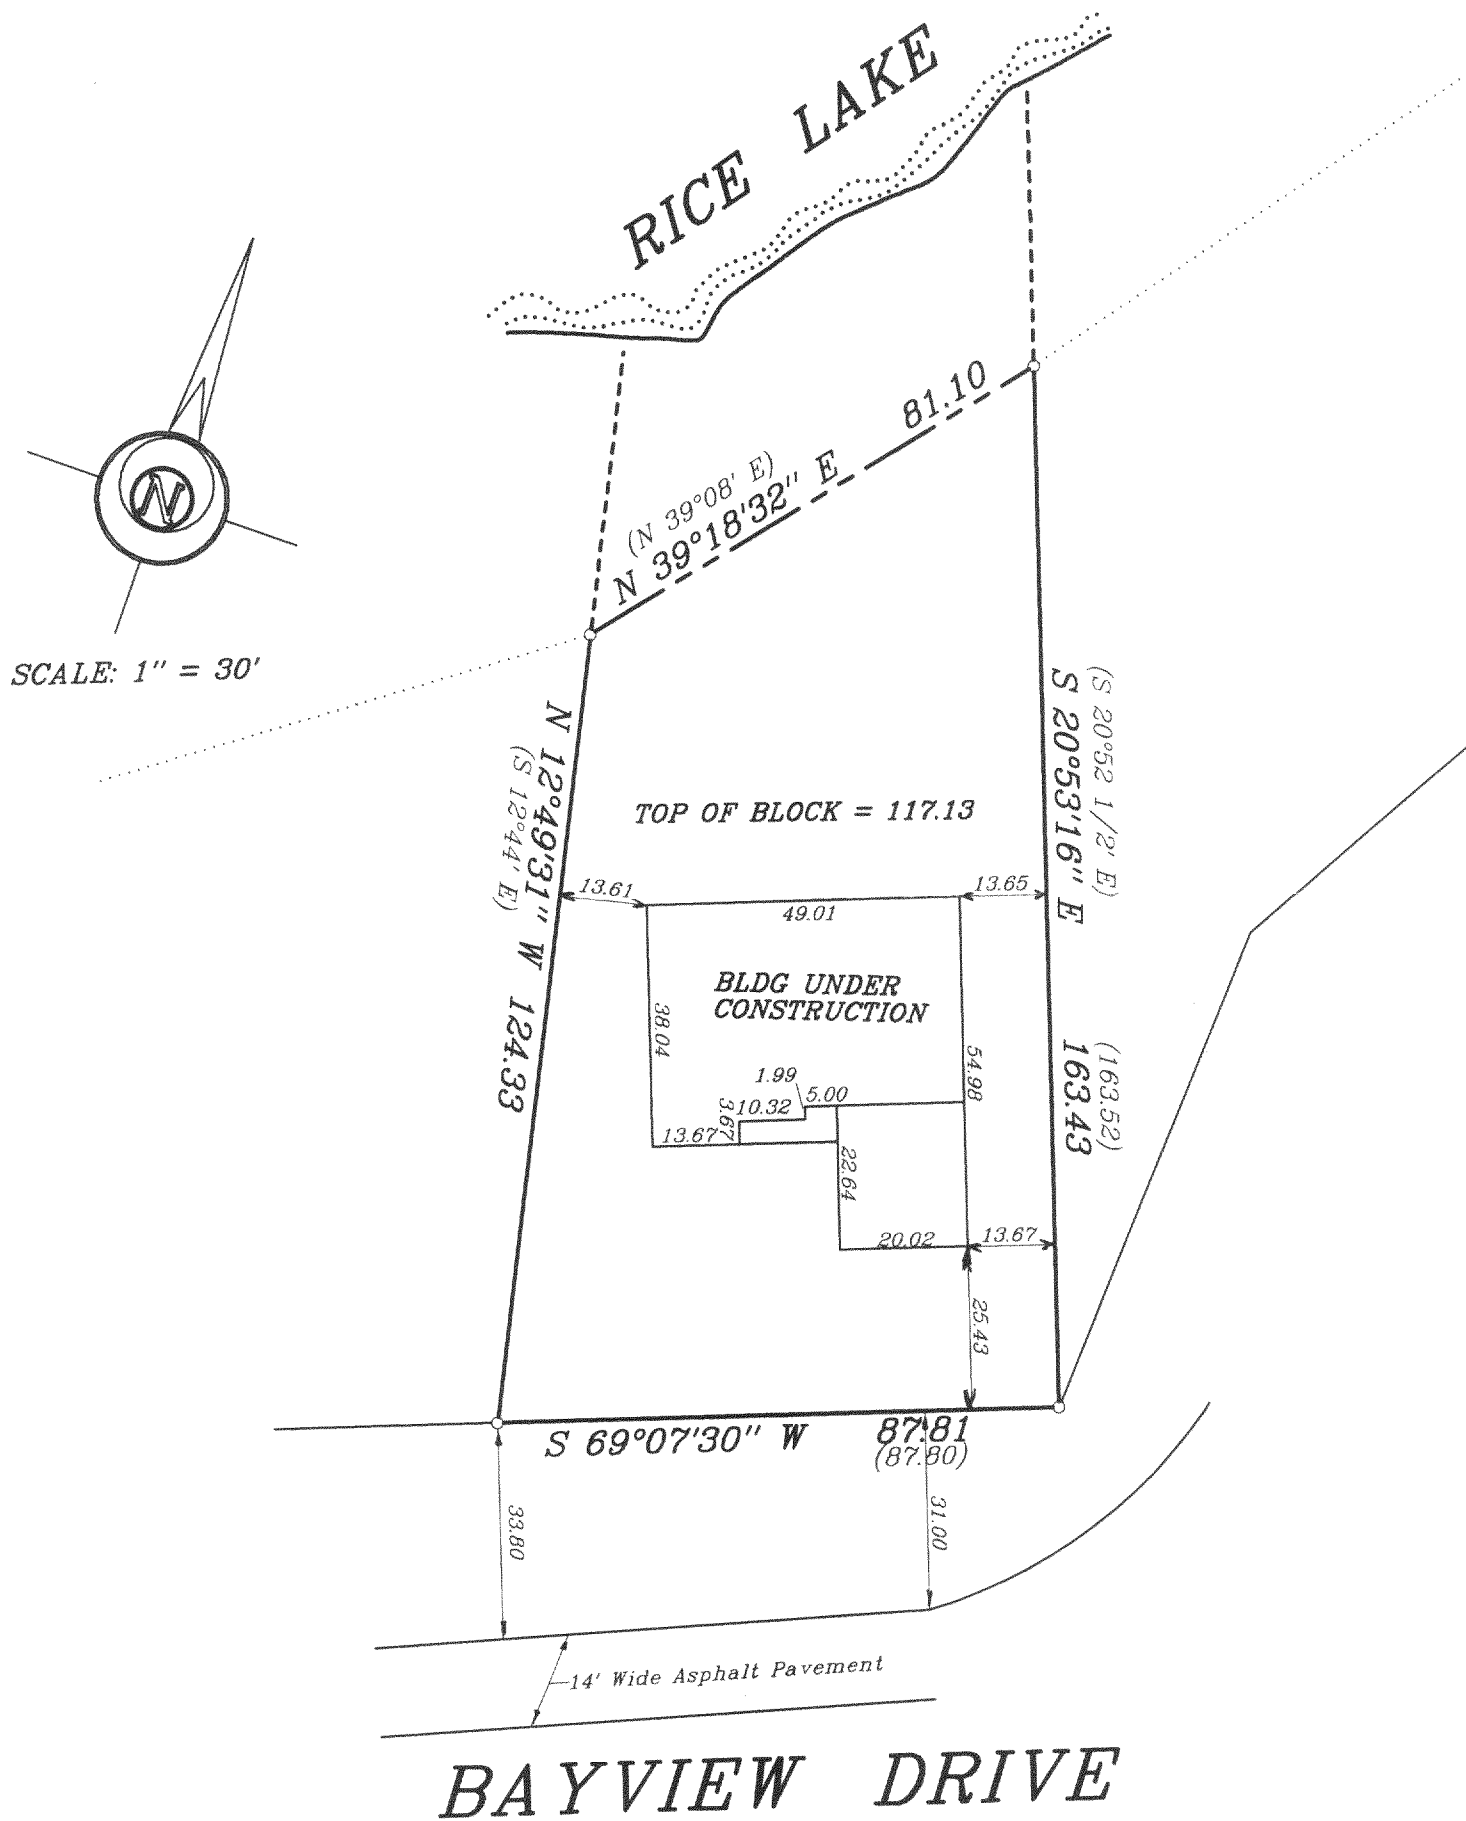 RICE LAKE
N
SCALE: 1" = 30'
81.10
(N 39°08' E)
N 39°18'32" E
N 12°49'31" W 124.33
(S 12°44' E)
(S 20°52 1/2' E)
S 20°53'16" E
(163.52)
163.43
TOP OF BLOCK = 117.13
13.61
13.65
49.01
BLDG UNDER
CONSTRUCTION
38.04
54.98
1.99
5.00
10.32
3.67
13.67
22.64
20.02
13.67
25.43
S 69°07'30" W 87.81
(87.80)
33.80
31.00
14' Wide Asphalt Pavement
BAYVIEW DRIVE